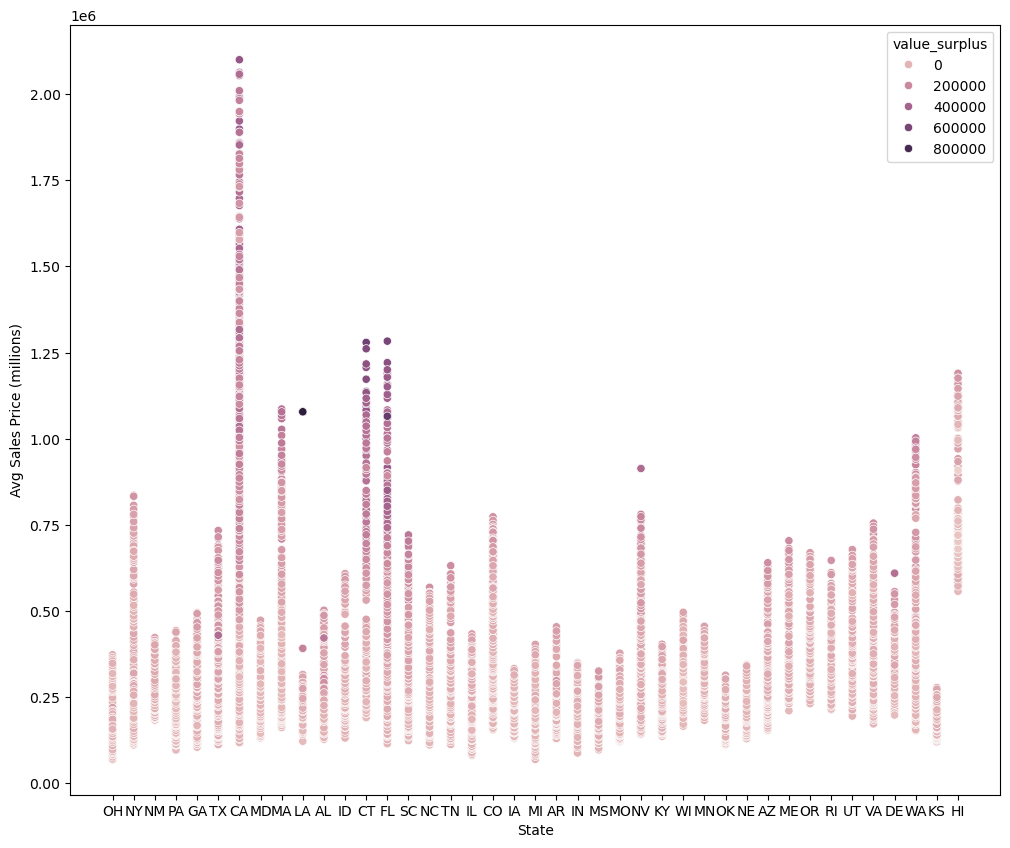 1e6
value_surplus
0
200000
400000
600000
800000
2.00
1.75
1.50
1.25
1.00
0.75
0.50
0.25
0.00
Avg Sales Price (millions)
OH NY NM PA GA TX CA MD MA LA AL ID CT FL SC NC TN IL CO IA MI AR IN MS MO NV KY WI MN OK NE AZ ME OR RI UT VA DE WA KS HI
State